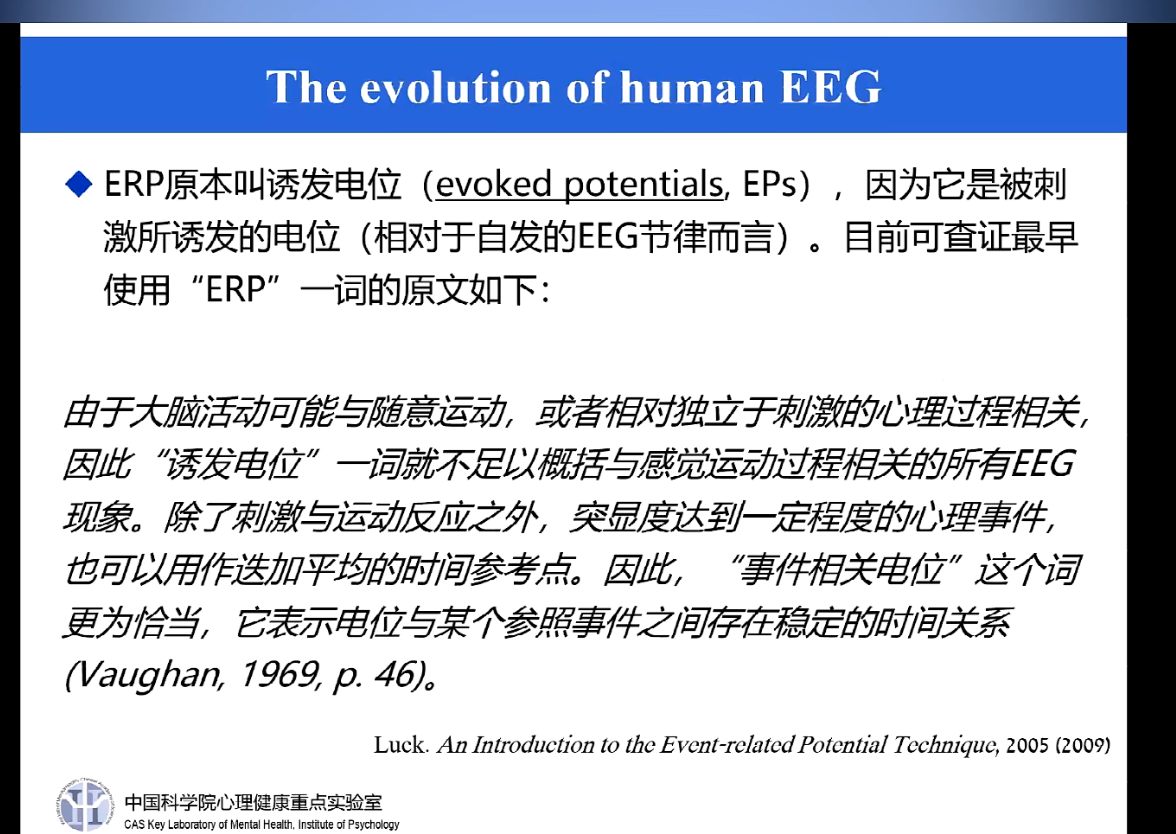 The evolution of human EEG
ERP原本叫诱发电位（evoked potentials, EPs），因为它是被刺
激所诱发的电位（相对于自发的EEG节律而言）。目前可查证最早
使用“ERP”一词的原文如下：
由于大脑活动可能与随意运动，或者相对独立于刺激的心理过程相关，
因此“诱发电位”一词就不足以概括与感觉运动过程相关的所有EEG
现象。除了刺激与运动反应之外，突显度达到一定程度的心理事件，
也可以用作迭加平均的时间参考点。因此，“事件相关电位”这个词
更为恰当，它表示电位与某个参照事件之间存在稳定的时间关系
(Vaughan, 1969, p. 46)。
Luck. An Introduction to the Event-related Potential Technique, 2005 (2009)
中国科学院心理健康重点实验室
CAS Key Laboratory of Mental Health, Institute of Psychology